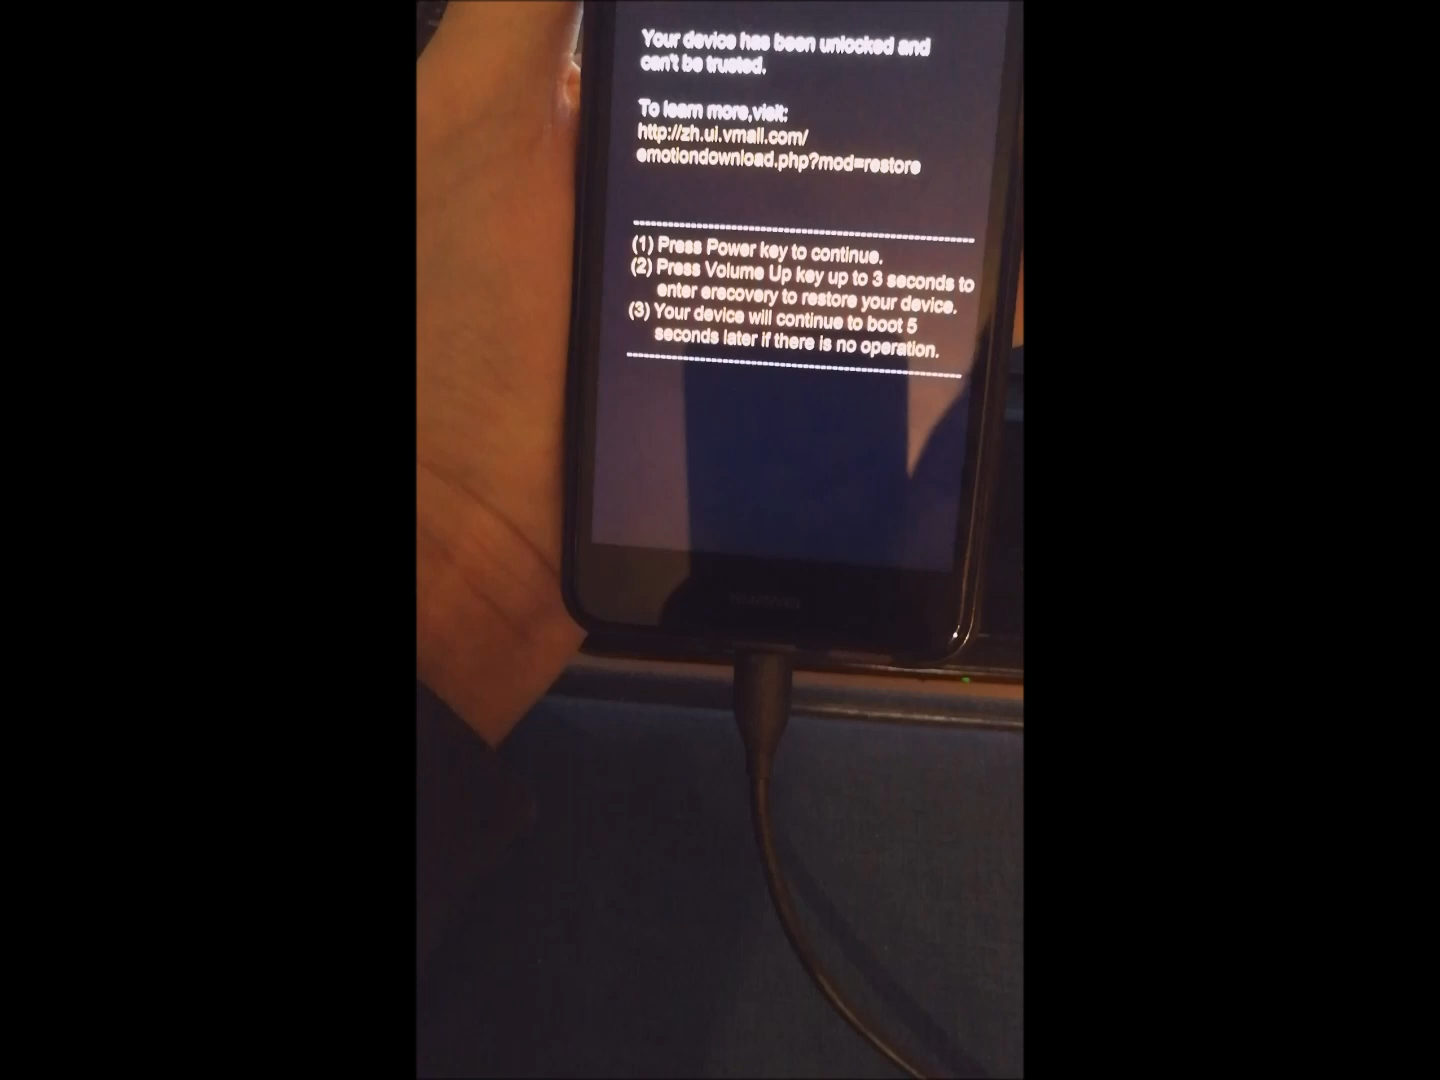 Your device has been unlocked and
can't be trusted.
To learn more,visit:
http://zh.ui.vmall.com/
emotiondownload.php?mod=restore
--------------------------------------------------
(1) Press Power key to continue.
(2) Press Volume Up key up to 3 seconds to
enter erecovery to restore your device.
(3) Your device will continue to boot 5
seconds later if there is no operation.
--------------------------------------------------
HUAWEI